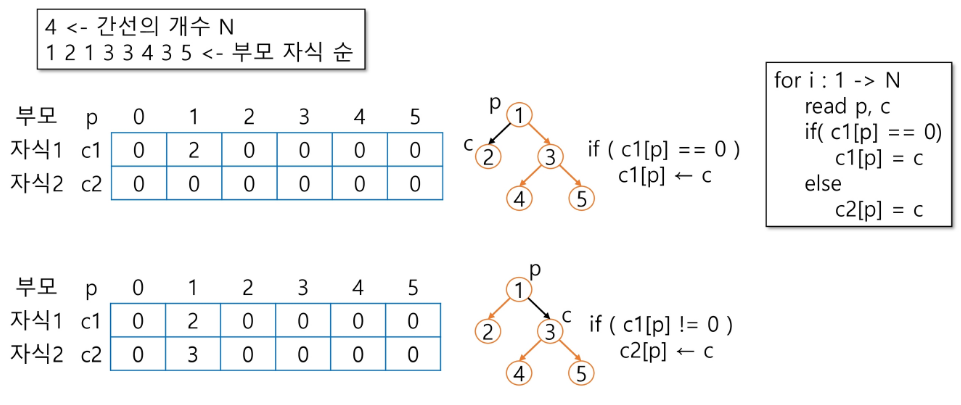 4 <- 간선의 개수 N
1 2 1 3 3 4 3 5 <- 부모 자식 순
for i : 1 -> N
read p, c
if( c1[p] == 0)
c1[p] = c
else
c2[p] = c
부모 p 0 1 2 3 4 5
자식1 c1 0 2 0 0 0 0
자식2 c2 0 0 0 0 0 0
p
1
c
2
3
4
5
if ( c1[p] == 0 )
c1[p] ← c
부모 p 0 1 2 3 4 5
자식1 c1 0 2 0 0 0 0
자식2 c2 0 3 0 0 0 0
p
1
c
2
3
4
5
if ( c1[p] != 0 )
c2[p] ← c